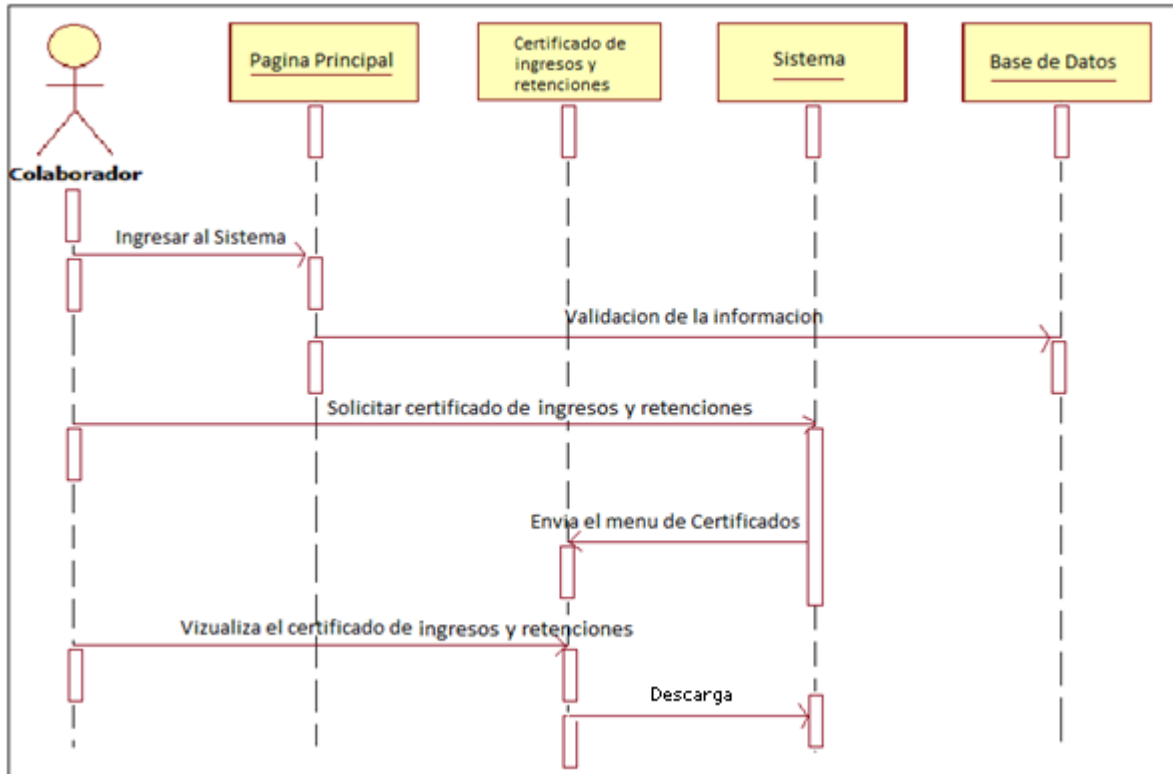 Pagina Principal
Certificado de
ingresos y
retenciones
Sistema
Base de Datos
Colaborador
Ingresar al Sistema
Validacion de la informacion
Solicitar certificado de ingresos y retenciones
Envia el menu de Certificados
Vizualiza el certificado de ingresos y retenciones
Descarga